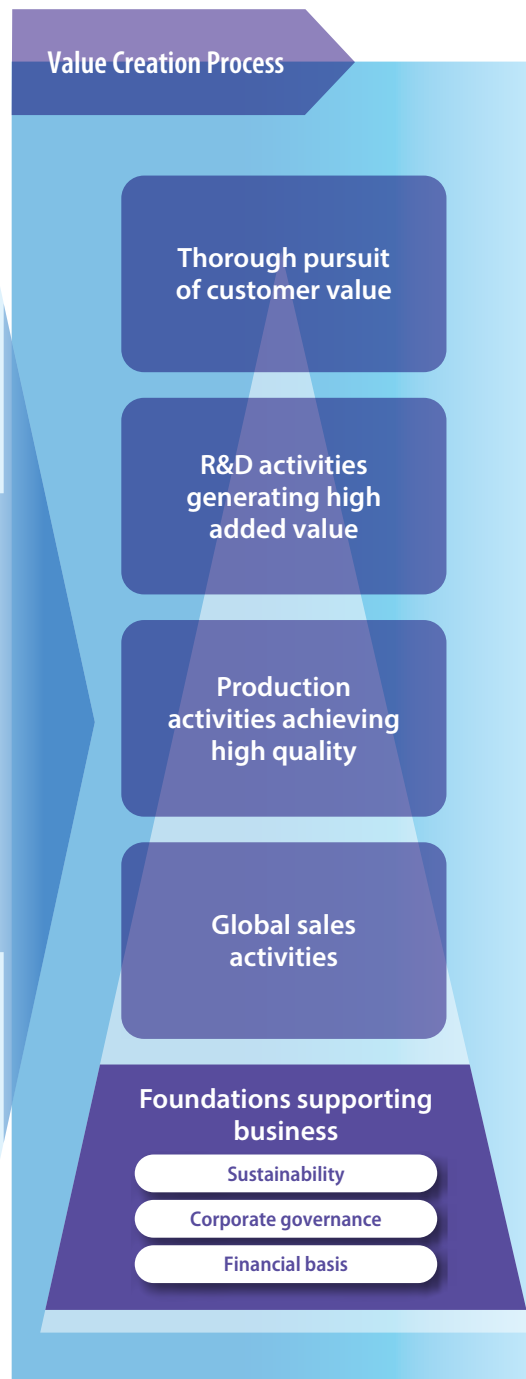 Value Creation Process
Thorough pursuit
of customer value
R&D activities
generating high
added value
Production
activities achieving
high quality
Global sales
activities
Foundations supporting
business
Sustainability
Corporate governance
Financial basis